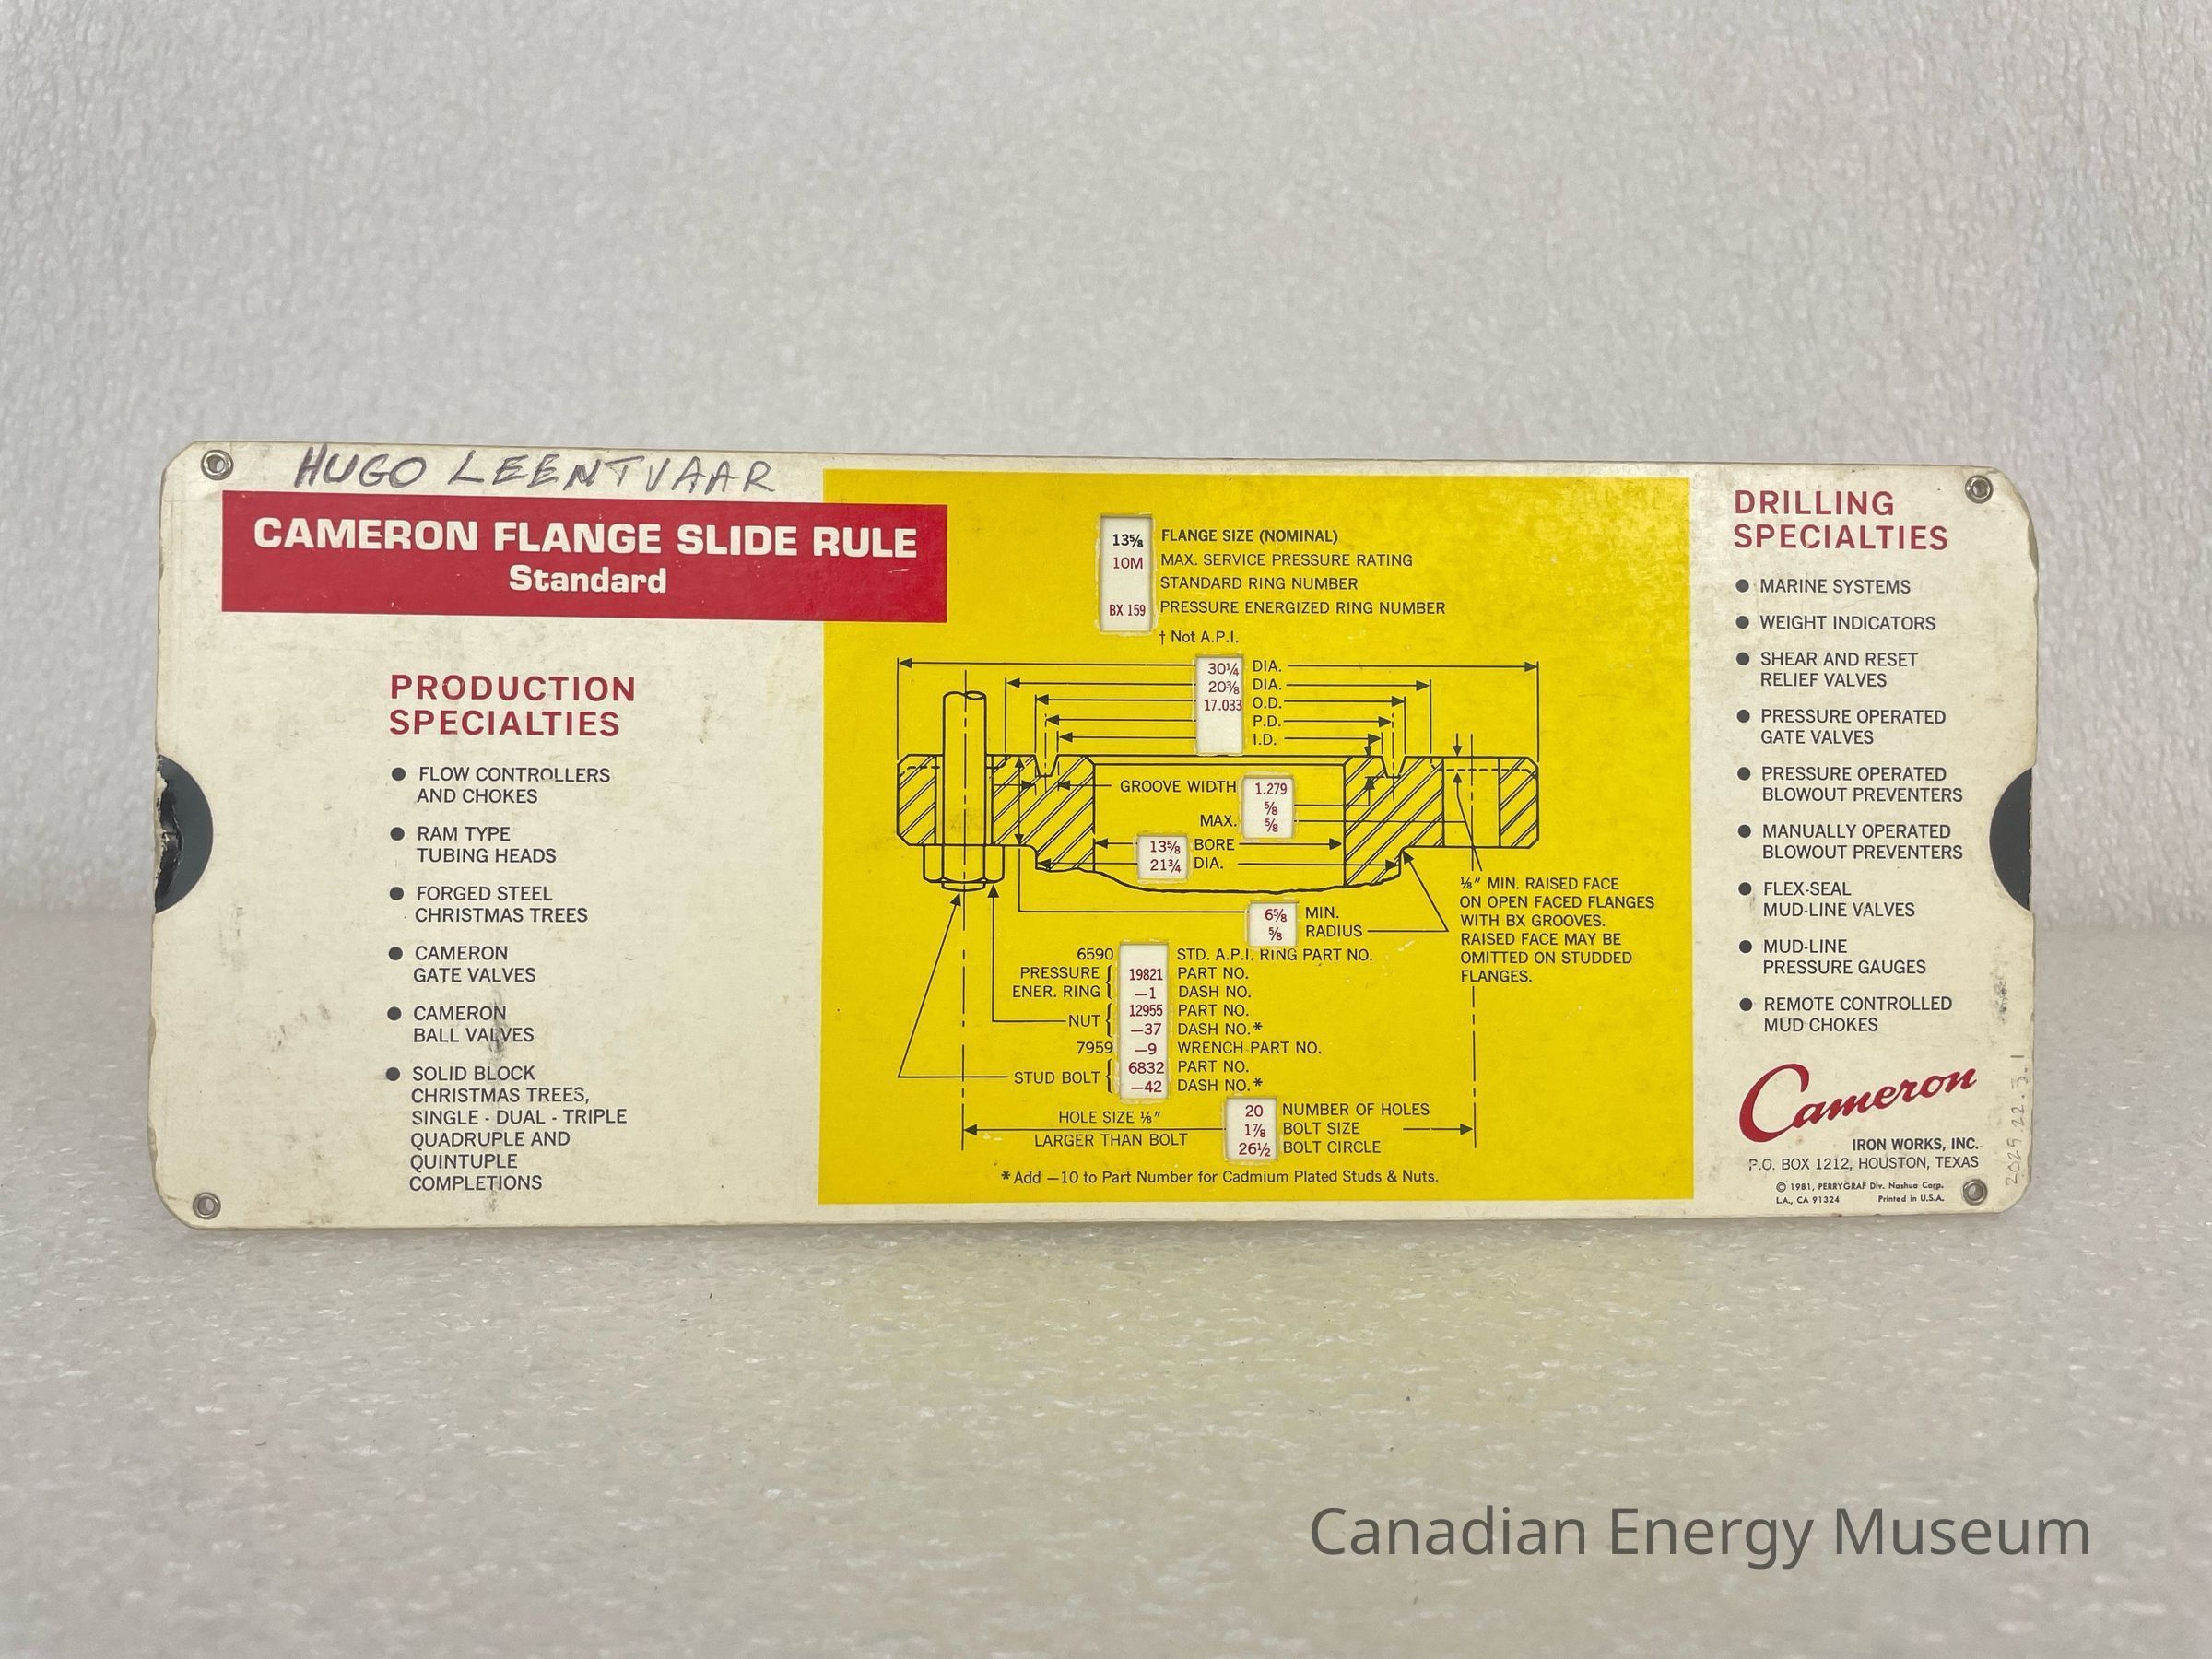 HUGO LEENTVAAR
CAMERON FLANGE SLIDE RULE
Standard
PRODUCTION
SPECIALTIES
● FLOW CONTROLLERS
AND CHOKES
● RAM TYPE
TUBING HEADS
● FORGED STEEL
CHRISTMAS TREES
● CAMERON
GATE VALVES
● CAMERON
BALL VALVES
● SOLID BLOCK
CHRISTMAS TREES,
SINGLE - DUAL - TRIPLE
QUADRUPLE AND
QUINTUPLE
COMPLETIONS
13⅝ FLANGE SIZE (NOMINAL)
10M MAX. SERVICE PRESSURE RATING
STANDARD RING NUMBER
BX 159 PRESSURE ENERGIZED RING NUMBER
† Not A.P.I.
30¼ DIA.
20⅜ DIA.
17.033 O.D.
P.D.
I.D.
GROOVE WIDTH 1.279
⅝
MAX. ⅝
13⅝ BORE
21¾ DIA.
6⅝ MIN.
⅝ RADIUS
⅛" MIN. RAISED FACE
ON OPEN FACED FLANGES
WITH BX GROOVES.
RAISED FACE MAY BE
OMITTED ON STUDDED
FLANGES.
6590 STD. A.P.I. RING PART NO.
PRESSURE { 19821 PART NO.
ENER. RING { —1 DASH NO.
12955 PART NO.
NUT { —37 DASH NO.*
7959 —9 WRENCH PART NO.
6832 PART NO.
STUD BOLT { —42 DASH NO.*
HOLE SIZE ⅛"
LARGER THAN BOLT
20 NUMBER OF HOLES
1⅞ BOLT SIZE
26½ BOLT CIRCLE
*Add —10 to Part Number for Cadmium Plated Studs & Nuts.
DRILLING
SPECIALTIES
● MARINE SYSTEMS
● WEIGHT INDICATORS
● SHEAR AND RESET
RELIEF VALVES
● PRESSURE OPERATED
GATE VALVES
● PRESSURE OPERATED
BLOWOUT PREVENTERS
● MANUALLY OPERATED
BLOWOUT PREVENTERS
● FLEX-SEAL
MUD-LINE VALVES
● MUD-LINE
PRESSURE GAUGES
● REMOTE CONTROLLED
MUD CHOKES
Cameron
IRON WORKS, INC.
P.O. BOX 1212, HOUSTON, TEXAS
© 1981, PERRYGRAF Div. Nashua Corp.
L.A., CA 91324 Printed in U.S.A.
2025.22.3.1
Canadian Energy Museum